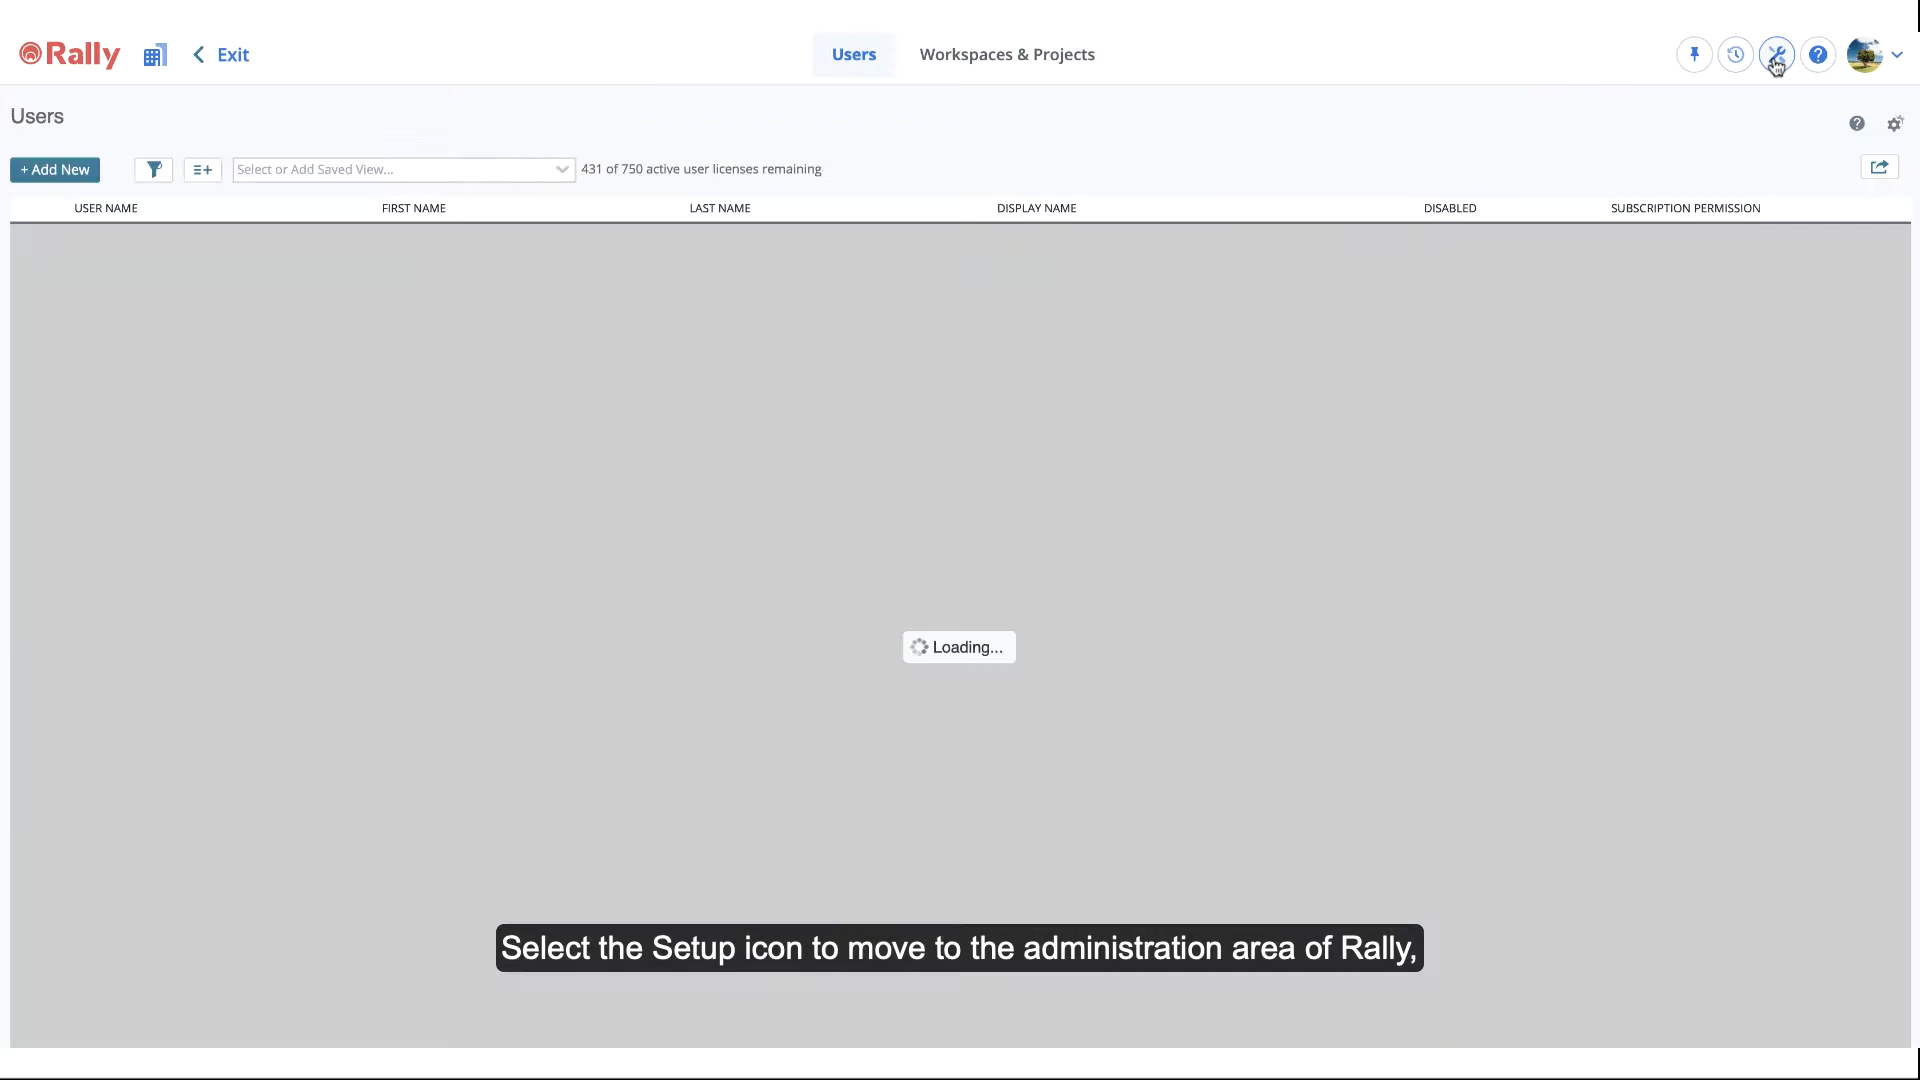 Rally
Exit
Users
Workspaces & Projects
Users
+ Add New
Select or Add Saved View...
431 of 750 active user licenses remaining
USER NAME
FIRST NAME
LAST NAME
DISPLAY NAME
DISABLED
SUBSCRIPTION PERMISSION
Loading...
Select the Setup icon to move to the administration area of Rally,